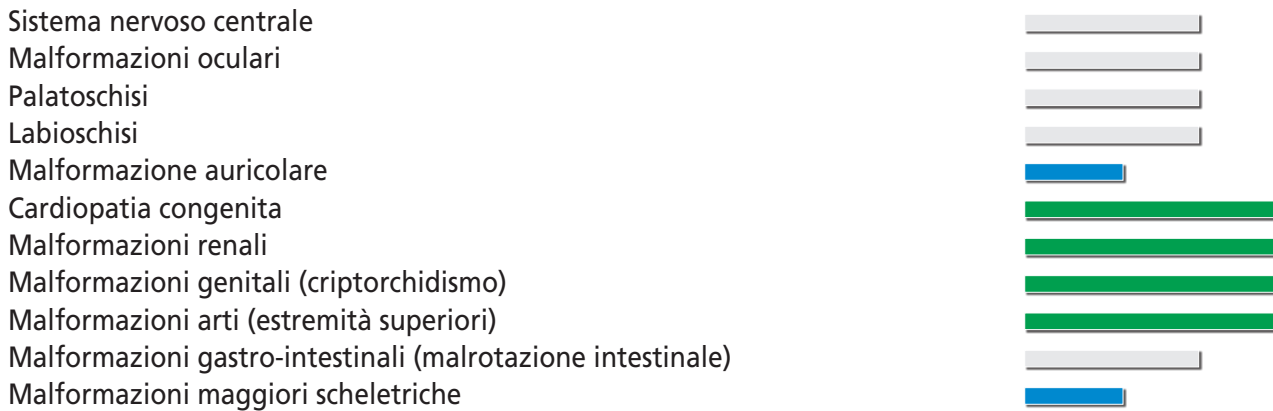 Sistema nervoso centrale
Malformazioni oculari
Palatoschisi
Labioschisi
Malformazione auricolare
Cardiopatia congenita
Malformazioni renali
Malformazioni genitali (criptorchidismo)
Malformazioni arti (estremità superiori)
Malformazioni gastro-intestinali (malrotazione intestinale)
Malformazioni maggiori scheletriche